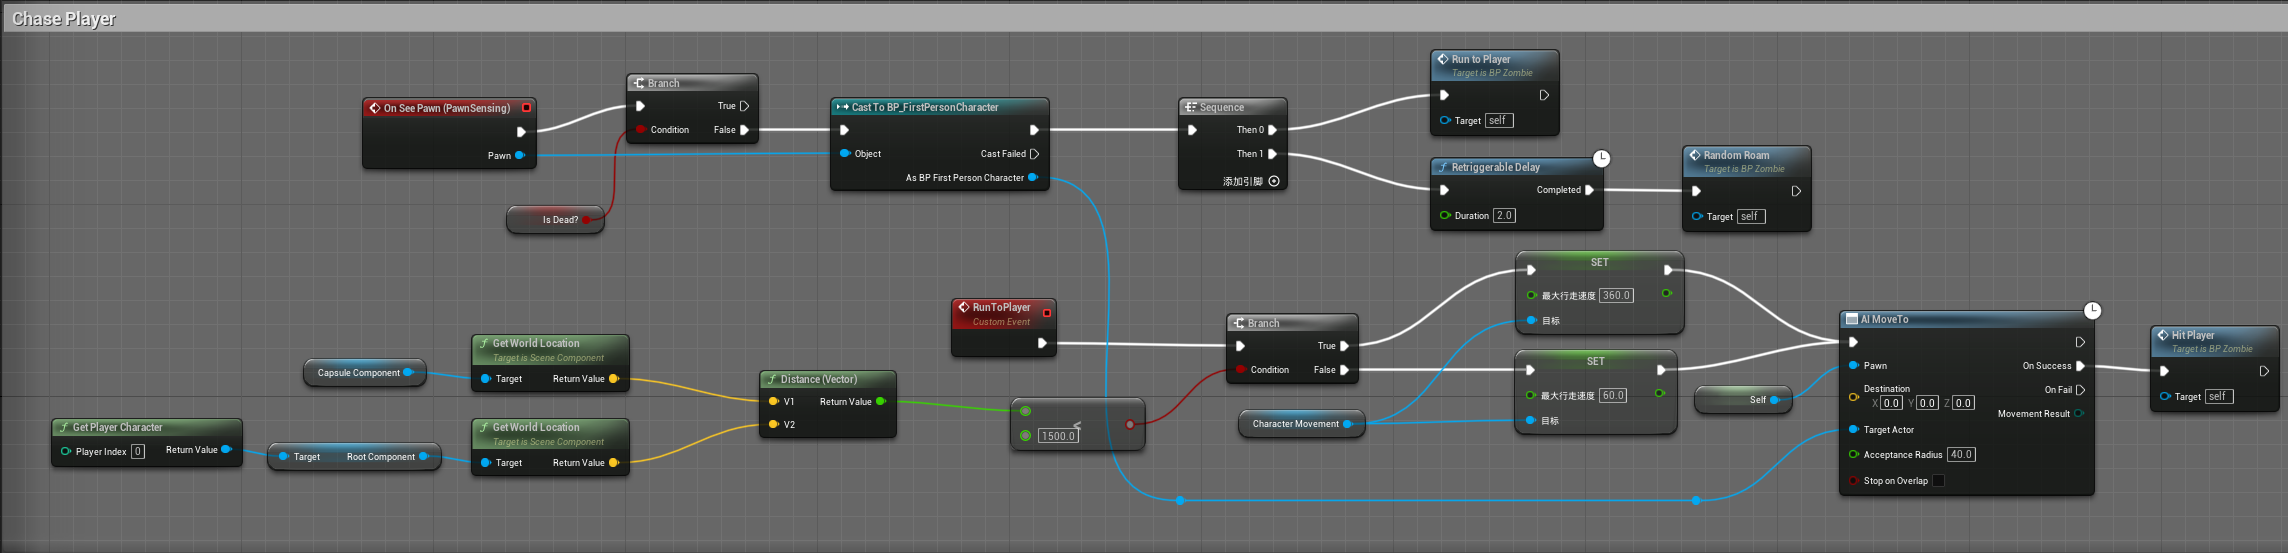 Chase Player
On See Pawn (PawnSensing)
Pawn
Is Dead?
Branch
True
Condition
False
Cast To BP_FirstPersonCharacter
Object
Cast Failed
As BP First Person Character
Sequence
Then 0
Then 1
添加引脚
Run to Player
Target is BP Zombie
Target self
Retriggerable Delay
Completed
Duration 2.0
Random Roam
Target is BP Zombie
Target self
Capsule Component
Get Player Character
Player Index 0
Return Value
Target Root Component
Get World Location
Target is Scene Component
Target Return Value
Get World Location
Target is Scene Component
Target Return Value
Distance (Vector)
V1 Return Value
V2
RunToPlayer
Custom Event
<
1500.0
Branch
True
Condition False
Character Movement
SET
最大行走速度 360.0
目标
SET
最大行走速度 60.0
目标
Self
AI MoveTo
Pawn
On Success
Destination
X 0.0 Y 0.0 Z 0.0
On Fail
Movement Result
Target Actor
Acceptance Radius 40.0
Stop on Overlap
Hit Player
Target is BP Zombie
Target self